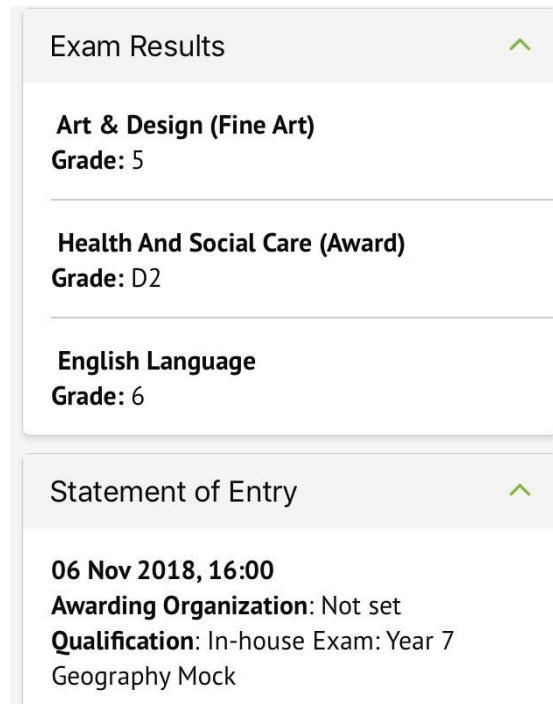 Exam Results
Art & Design (Fine Art)
Grade: 5
Health And Social Care (Award)
Grade: D2
English Language
Grade: 6
Statement of Entry
06 Nov 2018, 16:00
Awarding Organization: Not set
Qualification: In-house Exam: Year 7
Geography Mock